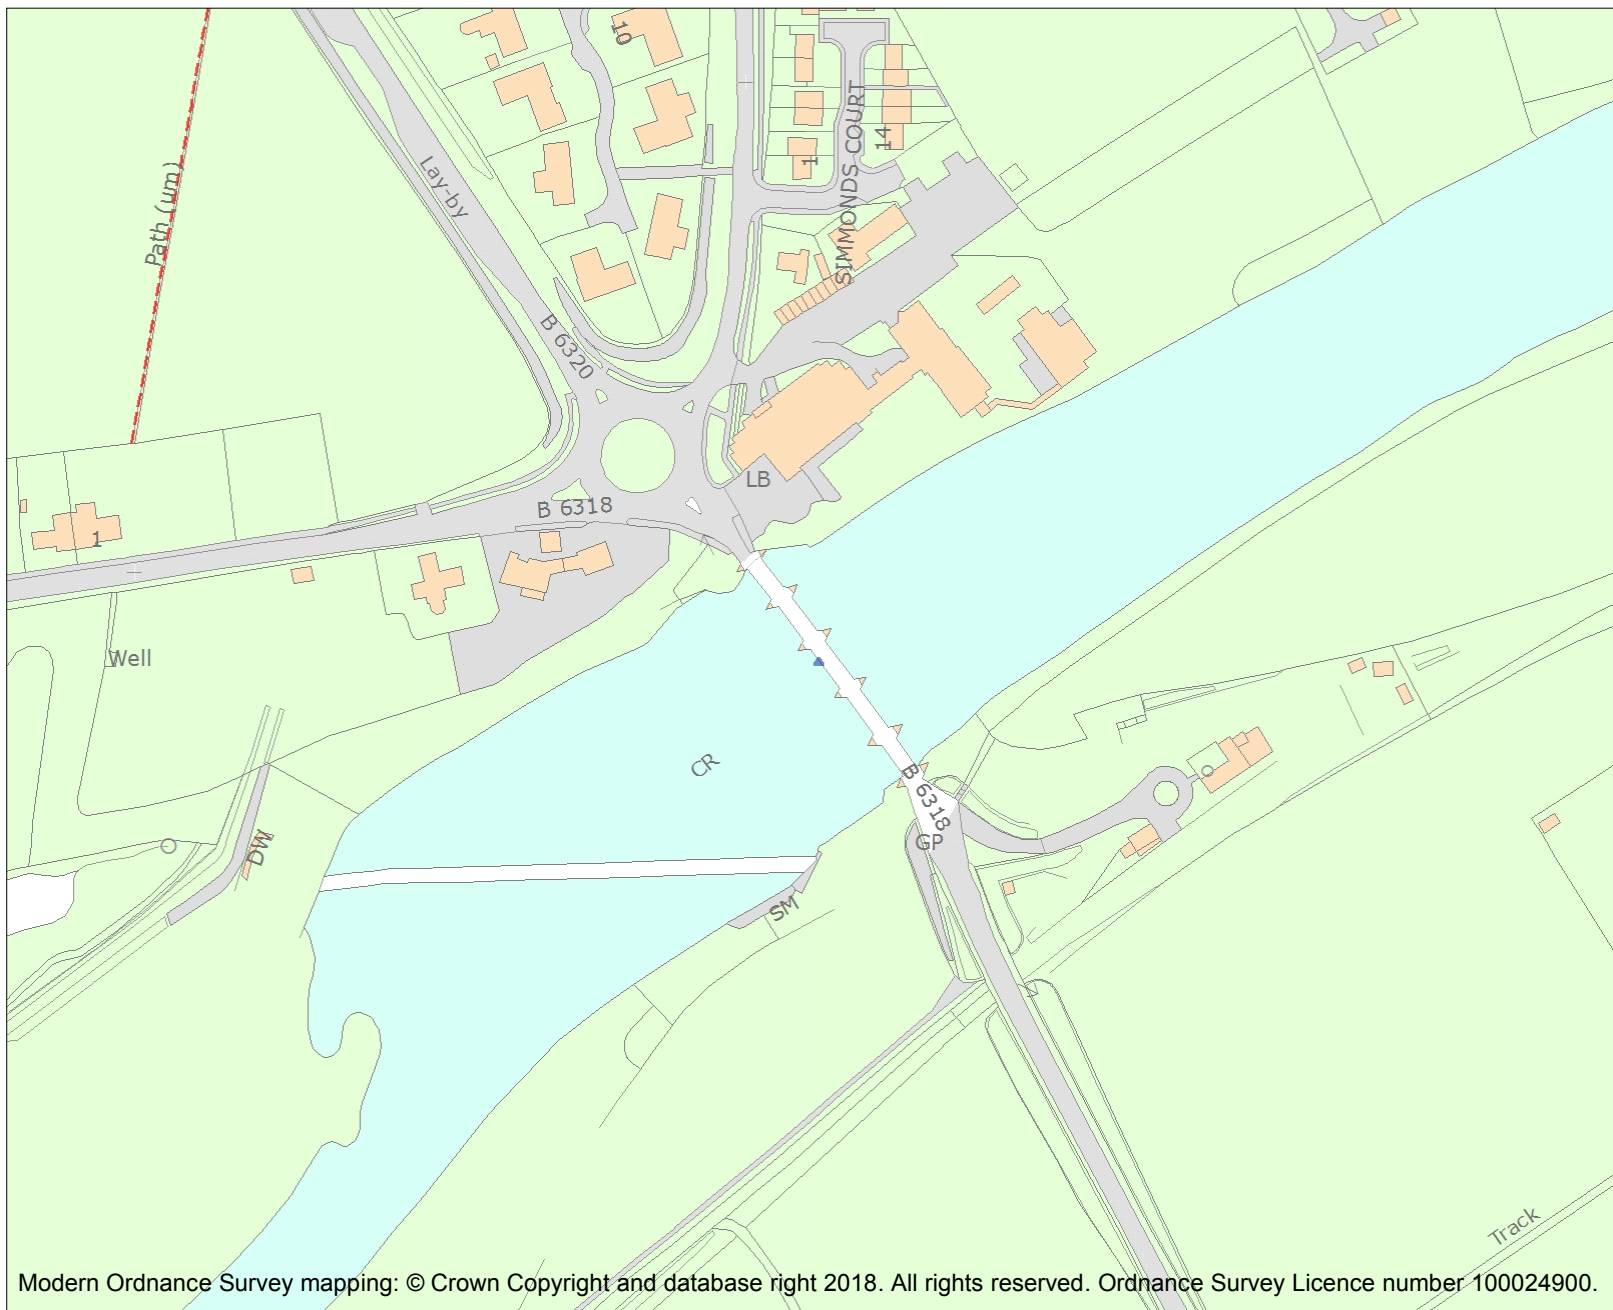 10
Path (um)
Lay-by
SIMMONDS COURT
14
1
B 6320
LB
B 6318
1
Well
CR
B 6318
GP
DW
SM
Track
Modern Ordnance Survey mapping: © Crown Copyright and database right 2018. All rights reserved. Ordnance Survey Licence number 100024900.